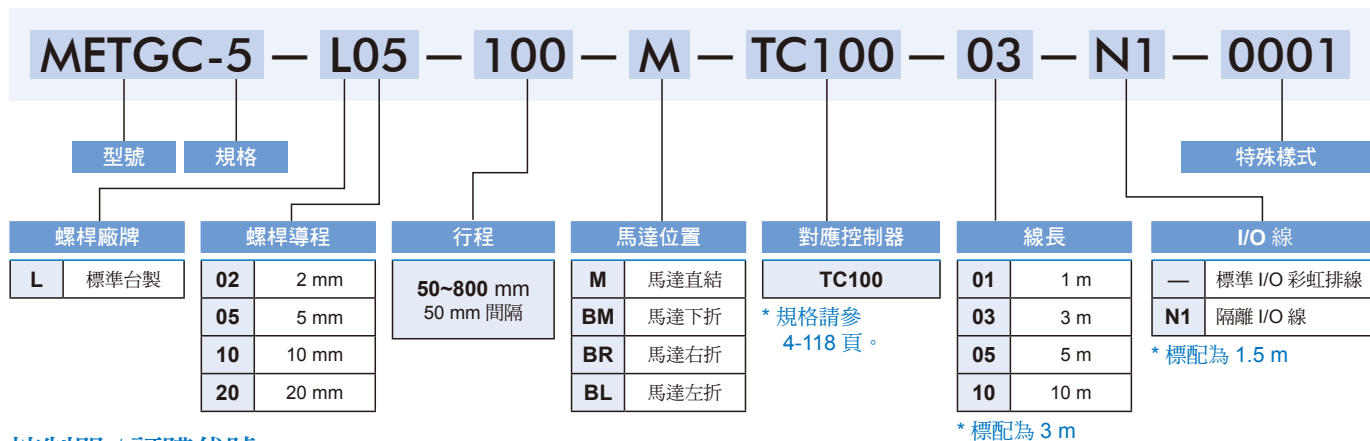 METGC-5 — L05 — 100 — M — TC100 — 03 — N1 — 0001
型號
規格
特殊樣式
螺桿廠牌
L 標準台製
螺桿導程
02 2 mm
05 5 mm
10 10 mm
20 20 mm
行程
50~800 mm
50 mm 間隔
馬達位置
M 馬達直結
BM 馬達下折
BR 馬達右折
BL 馬達左折
對應控制器
TC100
* 規格請參
4-118 頁。
線長
01 1 m
03 3 m
05 5 m
10 10 m
* 標配為 3 m
I/O 線
— 標準 I/O 彩虹排線
N1 隔離 I/O 線
* 標配為 1.5 m